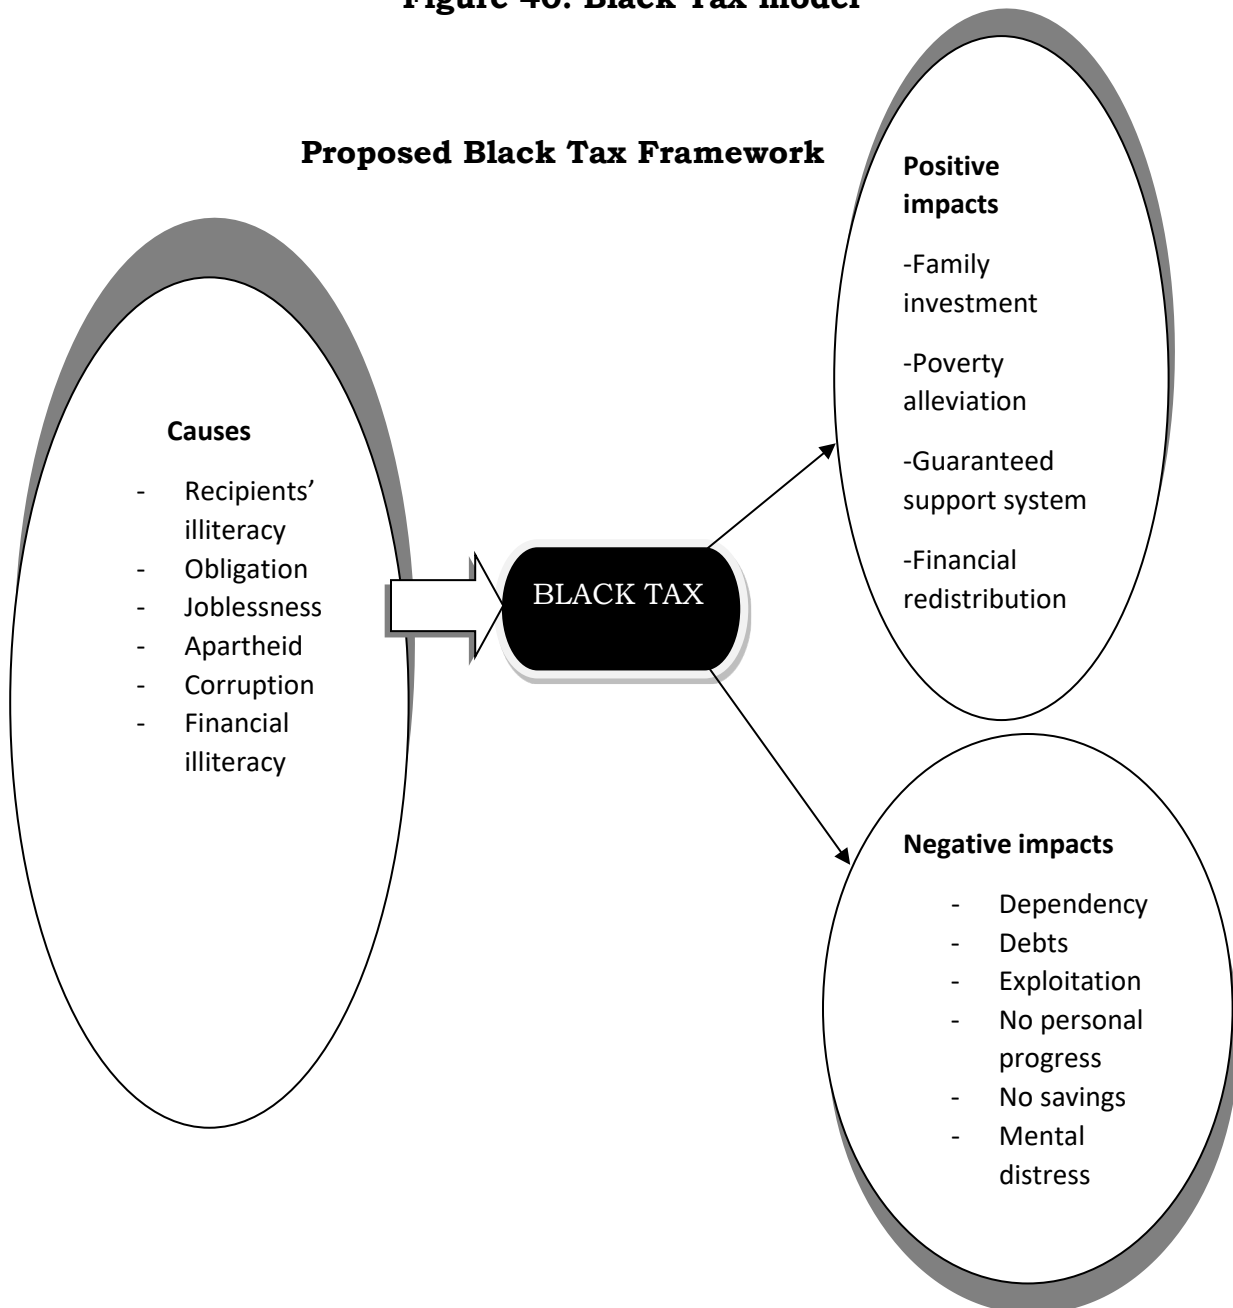 Figure 40: Black Tax model
Proposed Black Tax Framework
Causes
- Recipients’
illiteracy
- Obligation
- Joblessness
- Apartheid
- Corruption
- Financial
illiteracy
BLACK TAX
Positive
impacts
-Family
investment
-Poverty
alleviation
-Guaranteed
support system
-Financial
redistribution
Negative impacts
- Dependency
- Debts
- Exploitation
- No personal
progress
- No savings
- Mental
distress